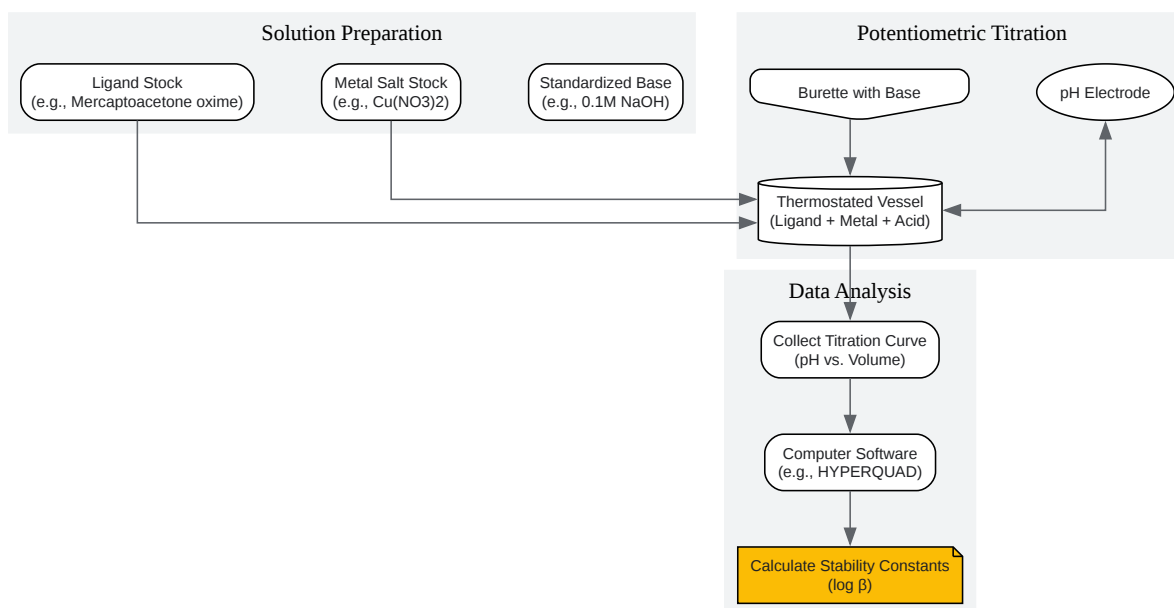 Solution Preparation
Ligand Stock
(e.g., Mercaptoacetone oxime)
Metal Salt Stock
(e.g., Cu(NO3)2)
Standardized Base
(e.g., 0.1M NaOH)
Potentiometric Titration
Burette with Base
pH Electrode
Thermostated Vessel
(Ligand + Metal + Acid)
Data Analysis
Collect Titration Curve
(pH vs. Volume)
Computer Software
(e.g., HYPERQUAD)
Calculate Stability Constants
(log β)